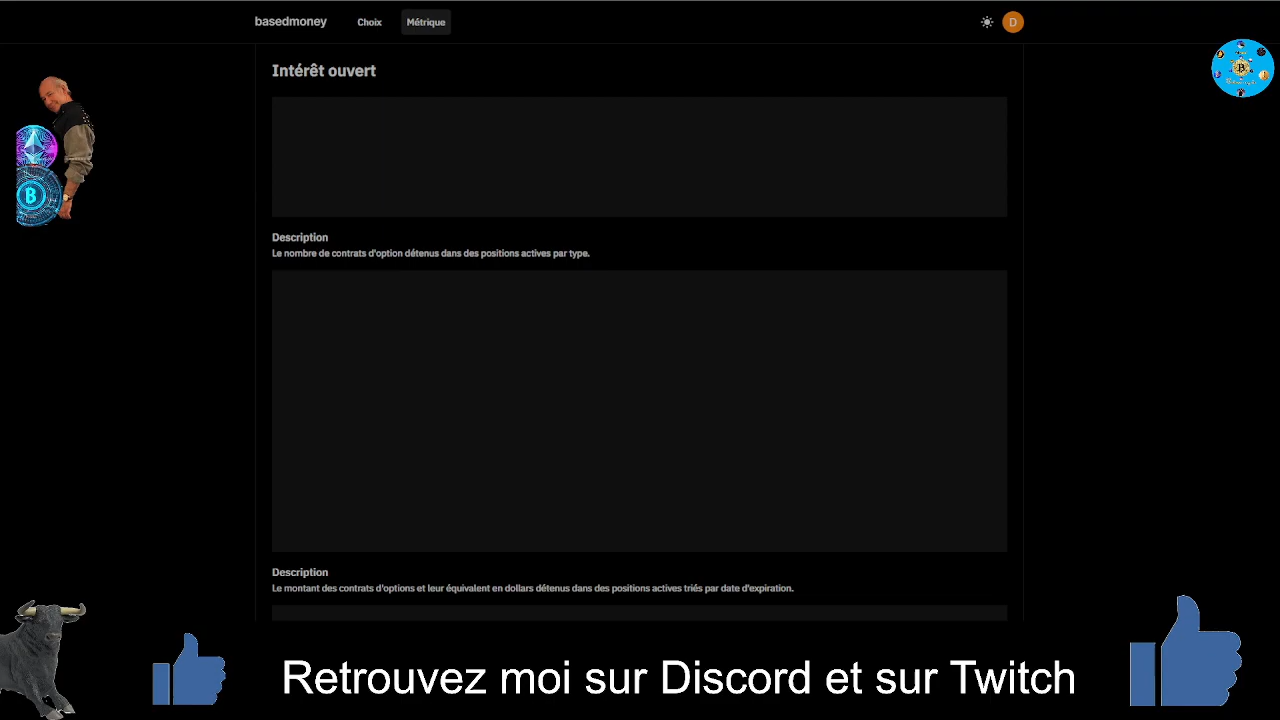 basedmoney
Choix
Métrique
D
Intérêt ouvert
Description
Le nombre de contrats d'option détenus dans des positions actives par type.
Description
Le montant des contrats d'options et leur équivalent en dollars détenus dans des positions actives triés par date d'expiration.
Retrouvez moi sur Discord et sur Twitch